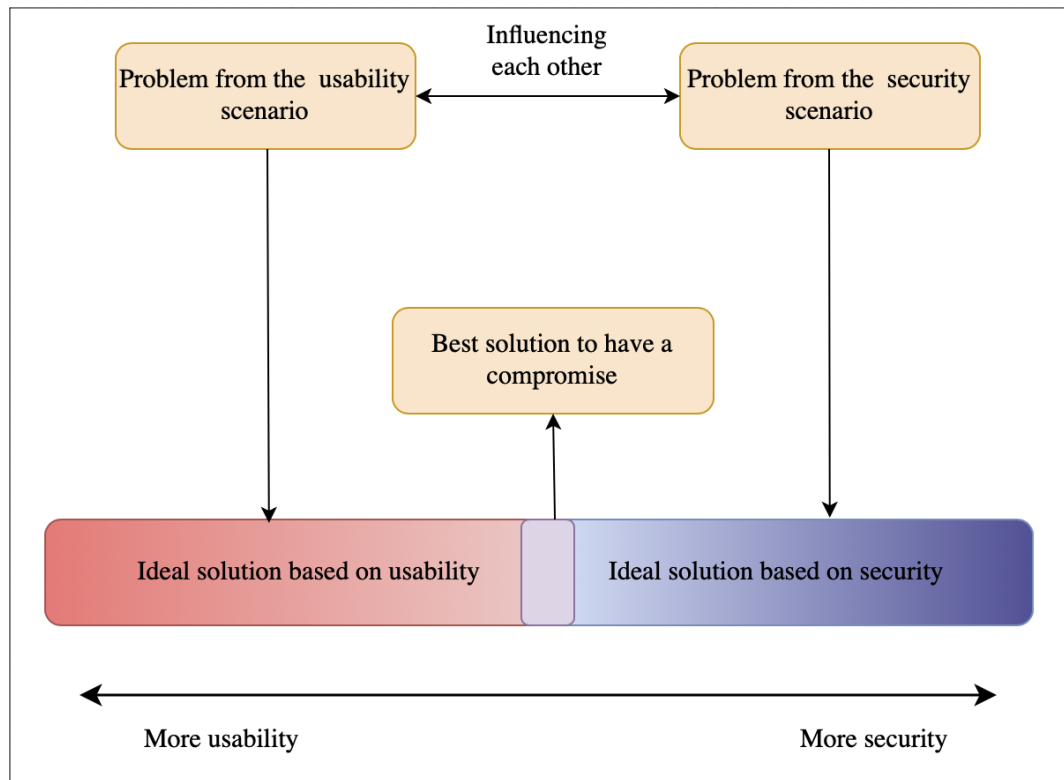 Influencing
each other
Problem from the usability
scenario
Problem from the security
scenario
Best solution to have a
compromise
Ideal solution based on usability
Ideal solution based on security
More usability
More security